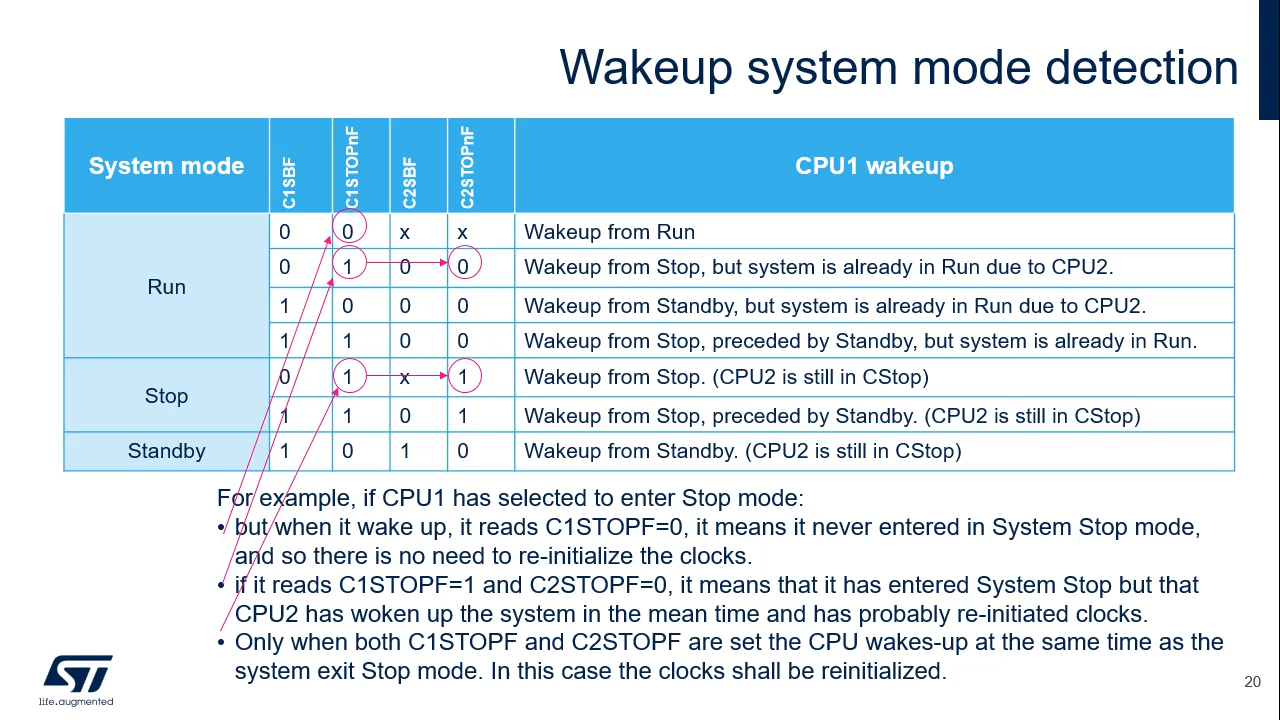 Wakeup system mode detection
System mode C1SBF C1STOPnF C2SBF C2STOPnF CPU1 wakeup
Run
0 0 x x Wakeup from Run
0 1 0 0 Wakeup from Stop, but system is already in Run due to CPU2.
1 0 0 0 Wakeup from Standby, but system is already in Run due to CPU2.
1 1 0 0 Wakeup from Stop, preceded by Standby, but system is already in Run.
Stop
0 1 x 1 Wakeup from Stop. (CPU2 is still in CStop)
1 1 0 1 Wakeup from Stop, preceded by Standby. (CPU2 is still in CStop)
Standby 1 0 1 0 Wakeup from Standby. (CPU2 is still in CStop)
For example, if CPU1 has selected to enter Stop mode:
• but when it wake up, it reads C1STOPF=0, it means it never entered in System Stop mode,
and so there is no need to re-initialize the clocks.
• if it reads C1STOPF=1 and C2STOPF=0, it means that it has entered System Stop but that
CPU2 has woken up the system in the mean time and has probably re-initiated clocks.
• Only when both C1STOPF and C2STOPF are set the CPU wakes-up at the same time as the
system exit Stop mode. In this case the clocks shall be reinitialized.
ST
life.augmented
20